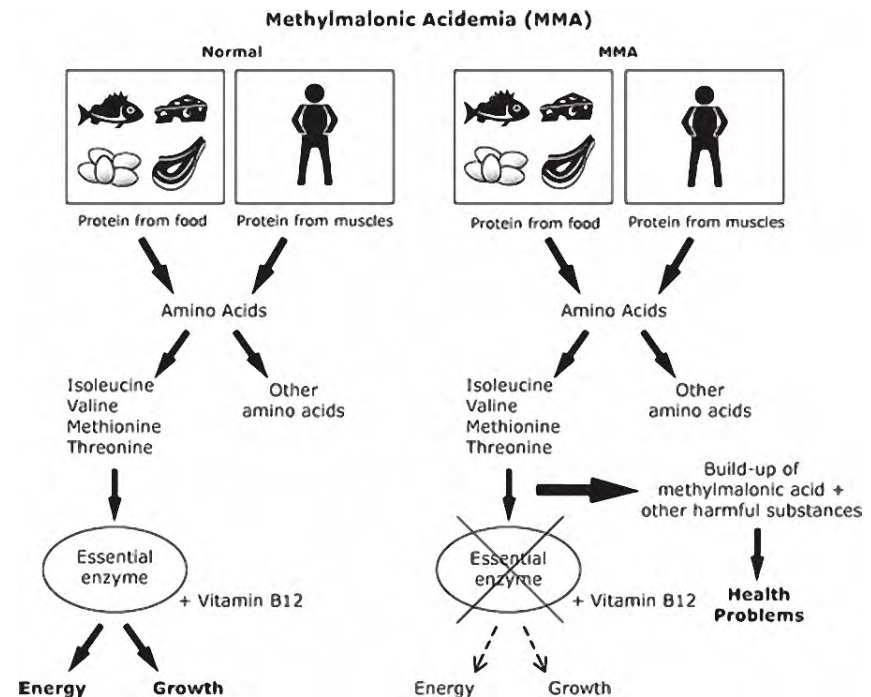 Methylmalonic Acidemia (MMA)
Normal
Protein from food
Protein from muscles
Amino Acids
Isoleucine
Valine
Methionine
Threonine
Other
amino acids
Essential
enzyme
+ Vitamin B12
Energy
Growth
MMA
Protein from food
Protein from muscles
Amino Acids
Isoleucine
Valine
Methionine
Threonine
Other
amino acids
Build-up of
methylmalonic acid +
other harmful substances
Health
Problems
Essential
enzyme
+ Vitamin B12
Energy
Growth